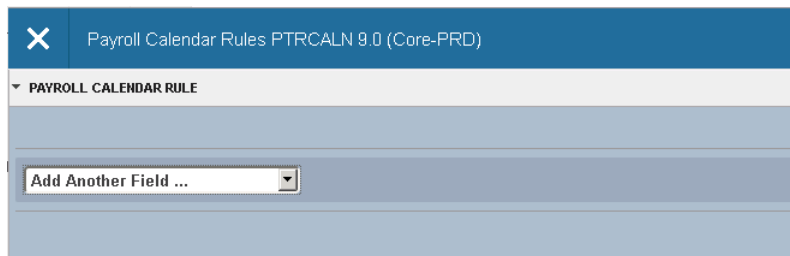 Payroll Calendar Rules PTRCALN 9.0 (Core-PRD)
PAYROLL CALENDAR RULE
Add Another Field ...